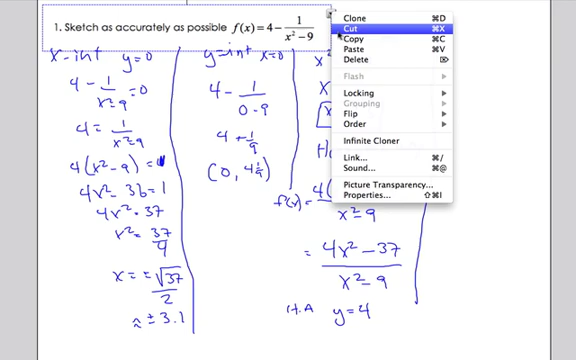 1. Sketch as accurately as possible f(x) = 4 - 1/(x² - 9)
x-int y=0
4 - 1/(x²-9) = 0
4 = 1/(x²-9)
4(x²-9) =
4x² - 36 = 1
4x² = 37
x² = 37/4
x = ±√37/2
≈ ±3.1
y=int x=0
4 - 1/(0-9)
4 + 1/9
(0, 4 1/9)
x²
x
[x
Ho
f(x) = 4(
x²-9
= (4x² - 37)/(x² - 9)
H.A y=4
Clone ⌘D
Cut ⌘X
Copy ⌘C
Paste ⌘V
Delete ⌦
Flash
Locking
Grouping
Flip
Order
Infinite Cloner
Link... ⌘/
Sound... ⌘@
Picture Transparency...
Properties... ⇧⌘I